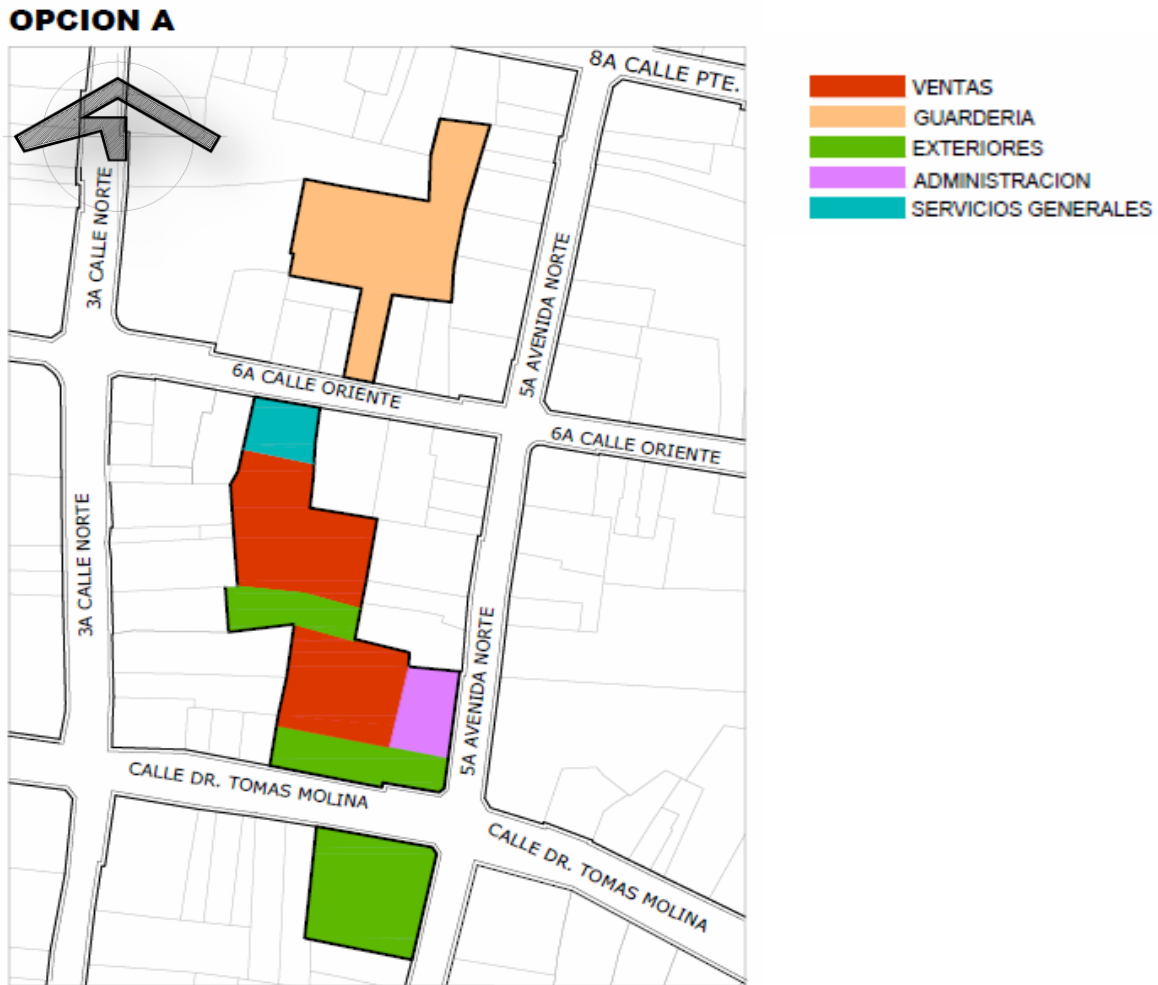 OPCION A
8A CALLE PTE.
VENTAS
GUARDERIA
EXTERIORES
ADMINISTRACION
SERVICIOS GENERALES
3A CALLE NORTE
5A AVENIDA NORTE
6A CALLE ORIENTE
6A CALLE ORIENTE
3A CALLE NORTE
5A AVENIDA NORTE
CALLE DR. TOMAS MOLINA
CALLE DR. TOMAS MOLINA